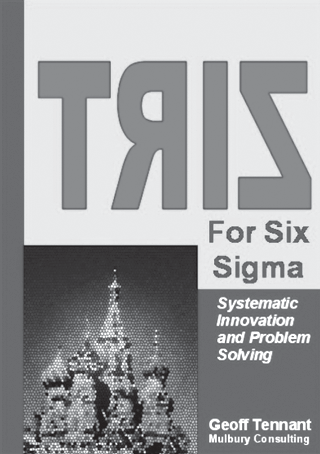 TRIZ
For Six
Sigma
Systematic
Innovation
and Problem
Solving
Geoff Tennant
Mulbury Consulting